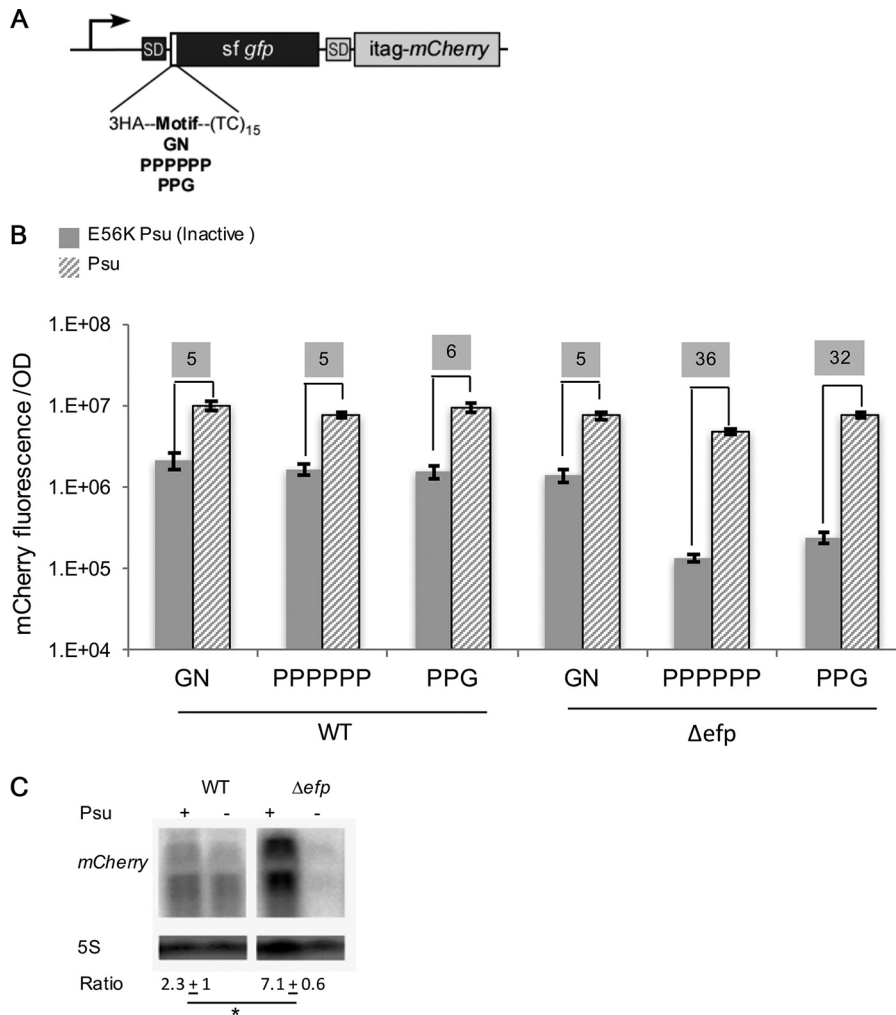 A
SD sf gfp SD itag-mCherry
3HA--Motif--(TC)15
GN
PPPPPP
PPG
B
E56K Psu (Inactive )
Psu
mCherry fluorescence /OD
1.E+08
1.E+07
1.E+06
1.E+05
1.E+04
5 5 6 5 36 32
GN PPPPPP PPG GN PPPPPP PPG
WT Δefp
C
WT Δefp
Psu + - + -
mCherry
5S
Ratio 2.3 ± 1 7.1 ± 0.6
*